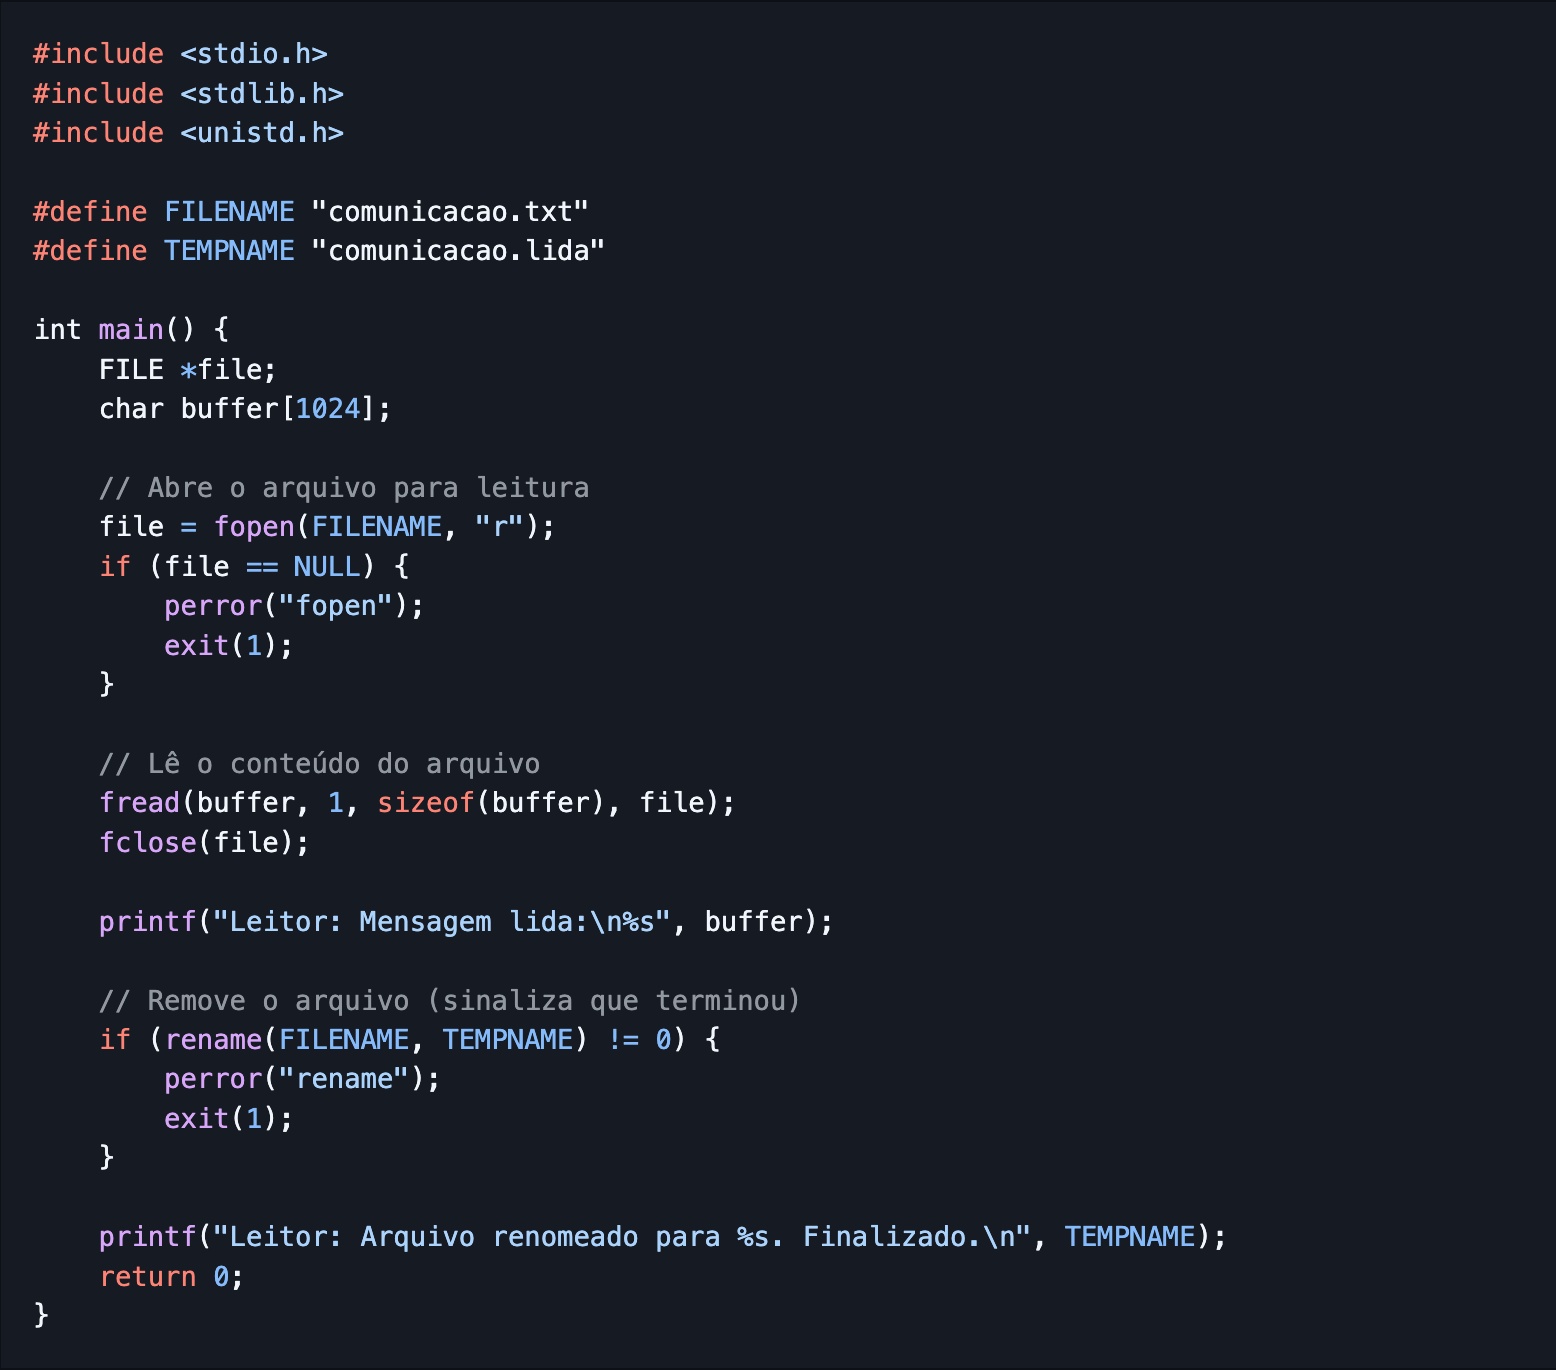 #include <stdio.h>
#include <stdlib.h>
#include <unistd.h>

#define FILENAME "comunicacao.txt"
#define TEMPNAME "comunicacao.lida"

int main() {
    FILE *file;
    char buffer[1024];

    // Abre o arquivo para leitura
    file = fopen(FILENAME, "r");
    if (file == NULL) {
        perror("fopen");
        exit(1);
    }

    // Lê o conteúdo do arquivo
    fread(buffer, 1, sizeof(buffer), file);
    fclose(file);

    printf("Leitor: Mensagem lida:\n%s", buffer);

    // Remove o arquivo (sinaliza que terminou)
    if (rename(FILENAME, TEMPNAME) != 0) {
        perror("rename");
        exit(1);
    }

    printf("Leitor: Arquivo renomeado para %s. Finalizado.\n", TEMPNAME);
    return 0;
}